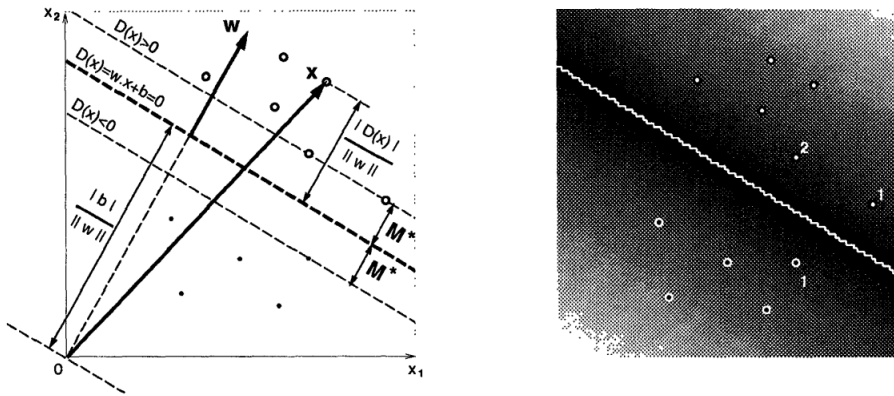 x₂
D(x)>0
w
D(x)=w.x+b=0
x
D(x)<0
| D(x) |
|| w ||
| b |
|| w ||
M*
M*
0
x₁
2
1
1